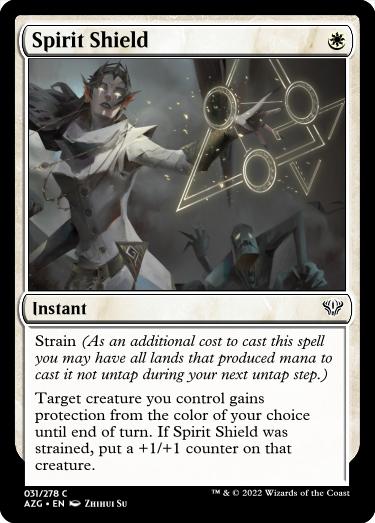 Spirit Shield
Instant
Strain (As an additional cost to cast this spell
you may have all lands that produced mana to
cast it not untap during your next untap step.)
Target creature you control gains
protection from the color of your choice
until end of turn. If Spirit Shield was
strained, put a +1/+1 counter on that
creature.
031/278 C
AZG • EN Zhihui Su
™ & © 2022 Wizards of the Coast